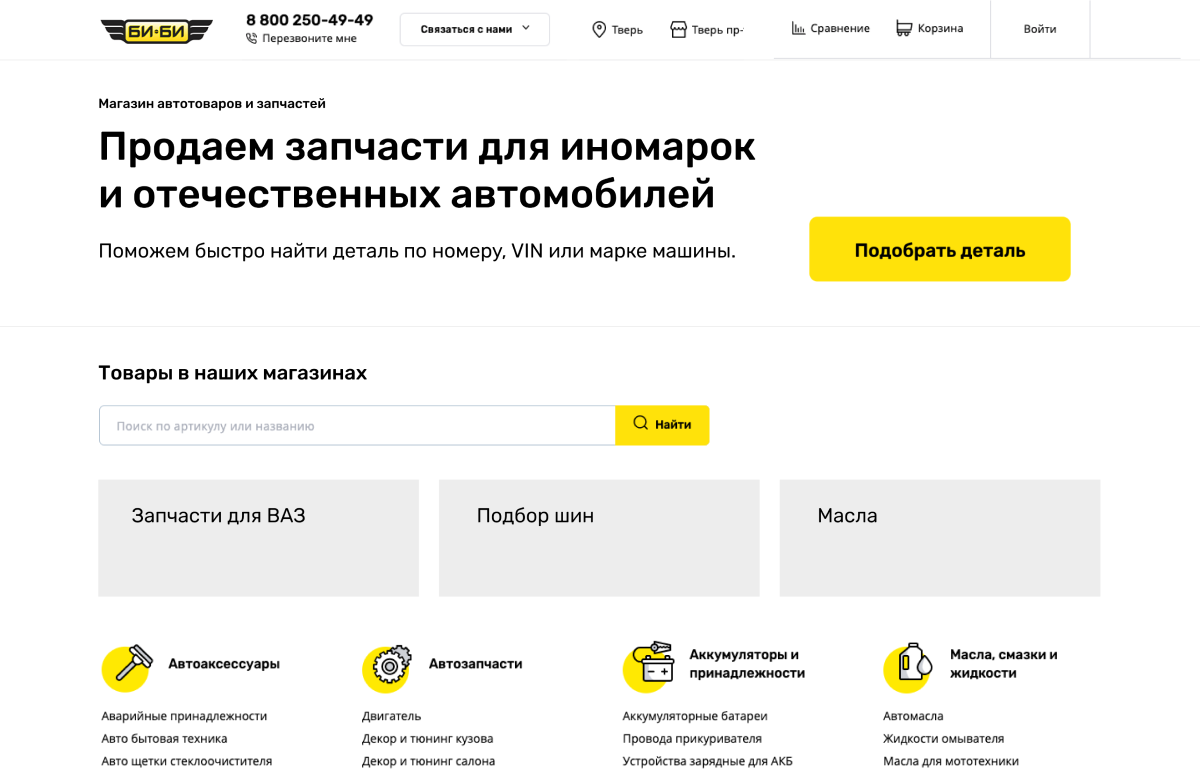 БИ-БИ
8 800 250-49-49
Перезвоните мне
Связаться с нами
Тверь
Тверь пр-
Сравнение
Корзина
Войти
Магазин автотоваров и запчастей
Продаем запчасти для иномарок
и отечественных автомобилей
Поможем быстро найти деталь по номеру, VIN или марке машины.
Подобрать деталь
Товары в наших магазинах
Поиск по артикулу или названию
Найти
Запчасти для ВАЗ
Подбор шин
Масла
Автоаксессуары
Автозапчасти
Аккумуляторы и
принадлежности
Масла, смазки и
жидкости
Аварийные принадлежности
Авто бытовая техника
Авто щетки стеклоочистителя
Двигатель
Декор и тюнинг кузова
Декор и тюнинг салона
Аккумуляторные батареи
Провода прикуривателя
Устройства зарядные для АКБ
Автомасла
Жидкости омывателя
Масла для мототехники